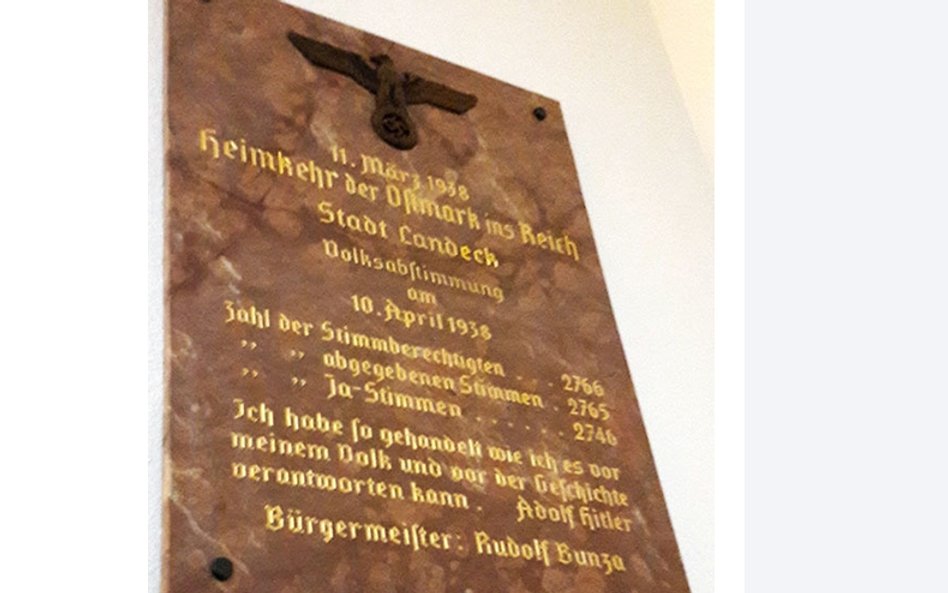 11. März 1938
Heimkehr der Ostmark ins Reich
Stadt Landeck
Volksabstimmung
am
10. April 1938
Zahl der Stimmberechtigten . . . 2766
" " abgegebenen Stimmen . 2765
" " Ja-Stimmen . . . . . . 2746
Ich habe so gehandelt wie ich es vor
meinem Volk und vor der Geschichte
verantworten kann. Adolf Hitler
Bürgermeister: Rudolf Bunza